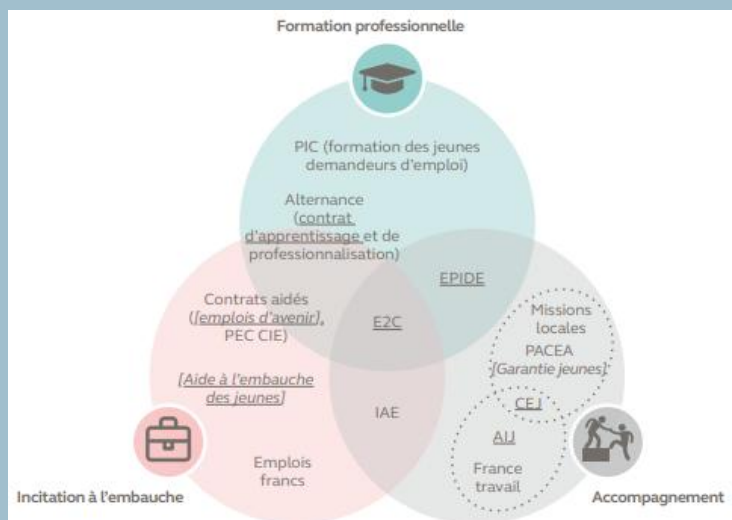 Formation professionnelle
PIC (formation des jeunes
demandeurs d'emploi)
Alternance
(contrat
d'apprentissage et de
professionnalisation)
EPIDE
Contrats aidés
([emplois d'avenir],
PEC CIE)
E2C
Missions
locales
PACEA
[Garantie jeunes]
[Aide à l'embauche
des jeunes]
IAE
CEJ
AIJ
Emplois
francs
France
travail
Incitation à l'embauche
Accompagnement